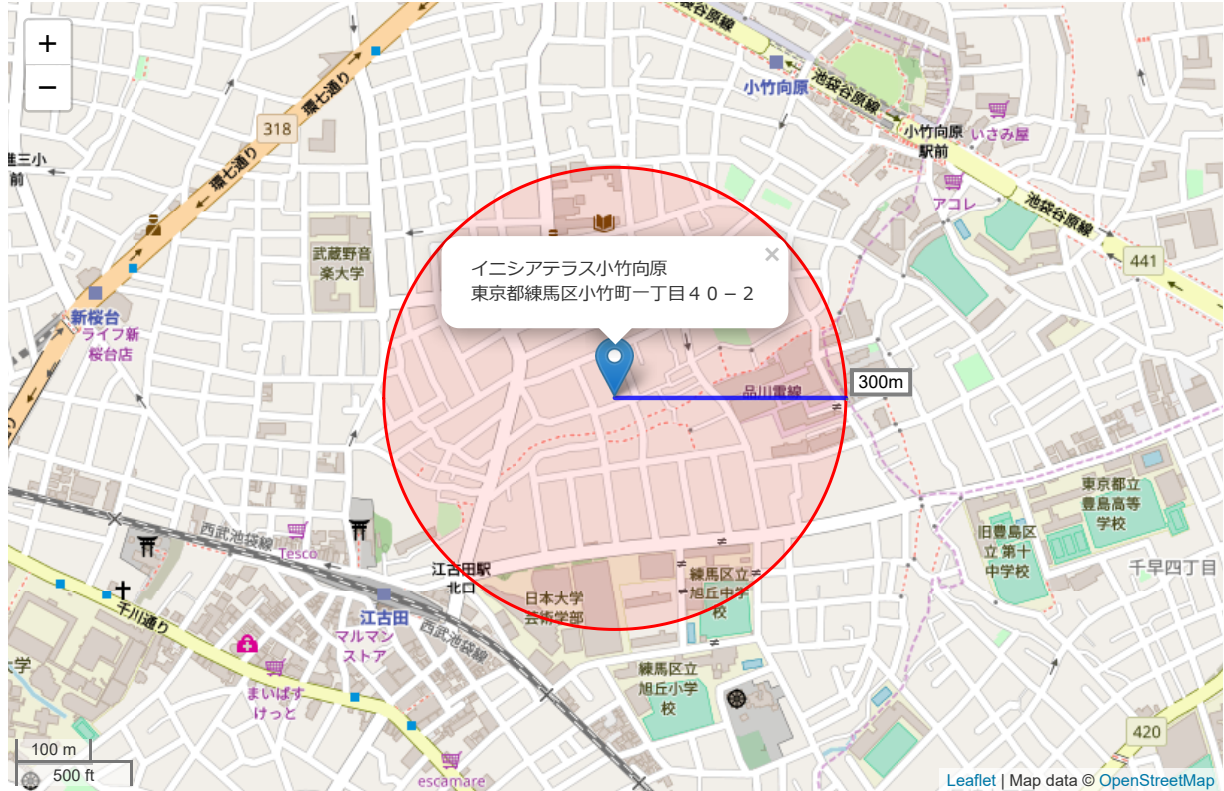 +
−
318
環七通り
環七通り
小竹向原
池袋谷原線
小竹向原
駅前
いさみ屋
アコレ
池袋谷原線
441
進三小
前
武蔵野音
楽大学
新桜台
ライフ新
桜台店
イニシアテラス小竹向原
東京都練馬区小竹町一丁目４０－２
×
300m
品川電線
西武池袋線
Tesco
江古田駅
北口
江古田
マルマン
ストア
西武池袋線
千川通り
まいばす
けっと
escamare
日本大学
芸術学部
練馬区立
旭丘中学
校
練馬区立
旭丘小学
校
東京都立
豊島高等
学校
旧豊島区
立 第十
中学校
千早四丁目
420
大学
100 m
500 ft
Leaflet | Map data © OpenStreetMap